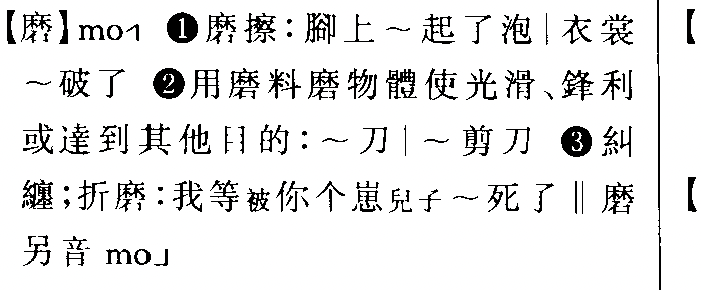 【磨】mo˧˥ ❶磨擦：腳上～起了泡|衣裳
～破了 ❷用磨料磨物體使光滑、鋒利
或達到其他目的：～刀|～剪刀 ❸糾
纏；折磨：我等被你个崽兒子～死了‖磨
另音 mo」
【
【